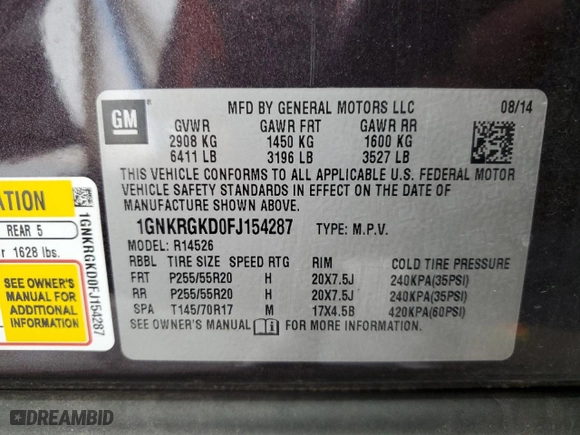 GM
MFD BY GENERAL MOTORS LLC 08/14
GVWR GAWR FRT GAWR RR
2908 KG 1450 KG 1600 KG
6411 LB 3196 LB 3527 LB
THIS VEHICLE CONFORMS TO ALL APPLICABLE U.S. FEDERAL MOTOR
VEHICLE SAFETY STANDARDS IN EFFECT ON THE DATE OF
MANUFACTURE SHOWN ABOVE.
1GNKRGKD0FJ154287 TYPE: M.P.V.
MODEL: R14526
RBBL TIRE SIZE SPEED RTG RIM COLD TIRE PRESSURE
FRT P255/55R20 H 20X7.5J 240KPA(35PSI)
RR P255/55R20 H 20X7.5J 240KPA(35PSI)
SPA T145/70R17 M 17X4.5B 420KPA(60PSI)
SEE OWNER'S MANUAL i FOR MORE INFORMATION.
ATION
REAR 5
r 1628 lbs.
SEE OWNER'S
MANUAL FOR
ADDITIONAL
INFORMATION
1GNKRGKD0FJ154287
DREAMBID